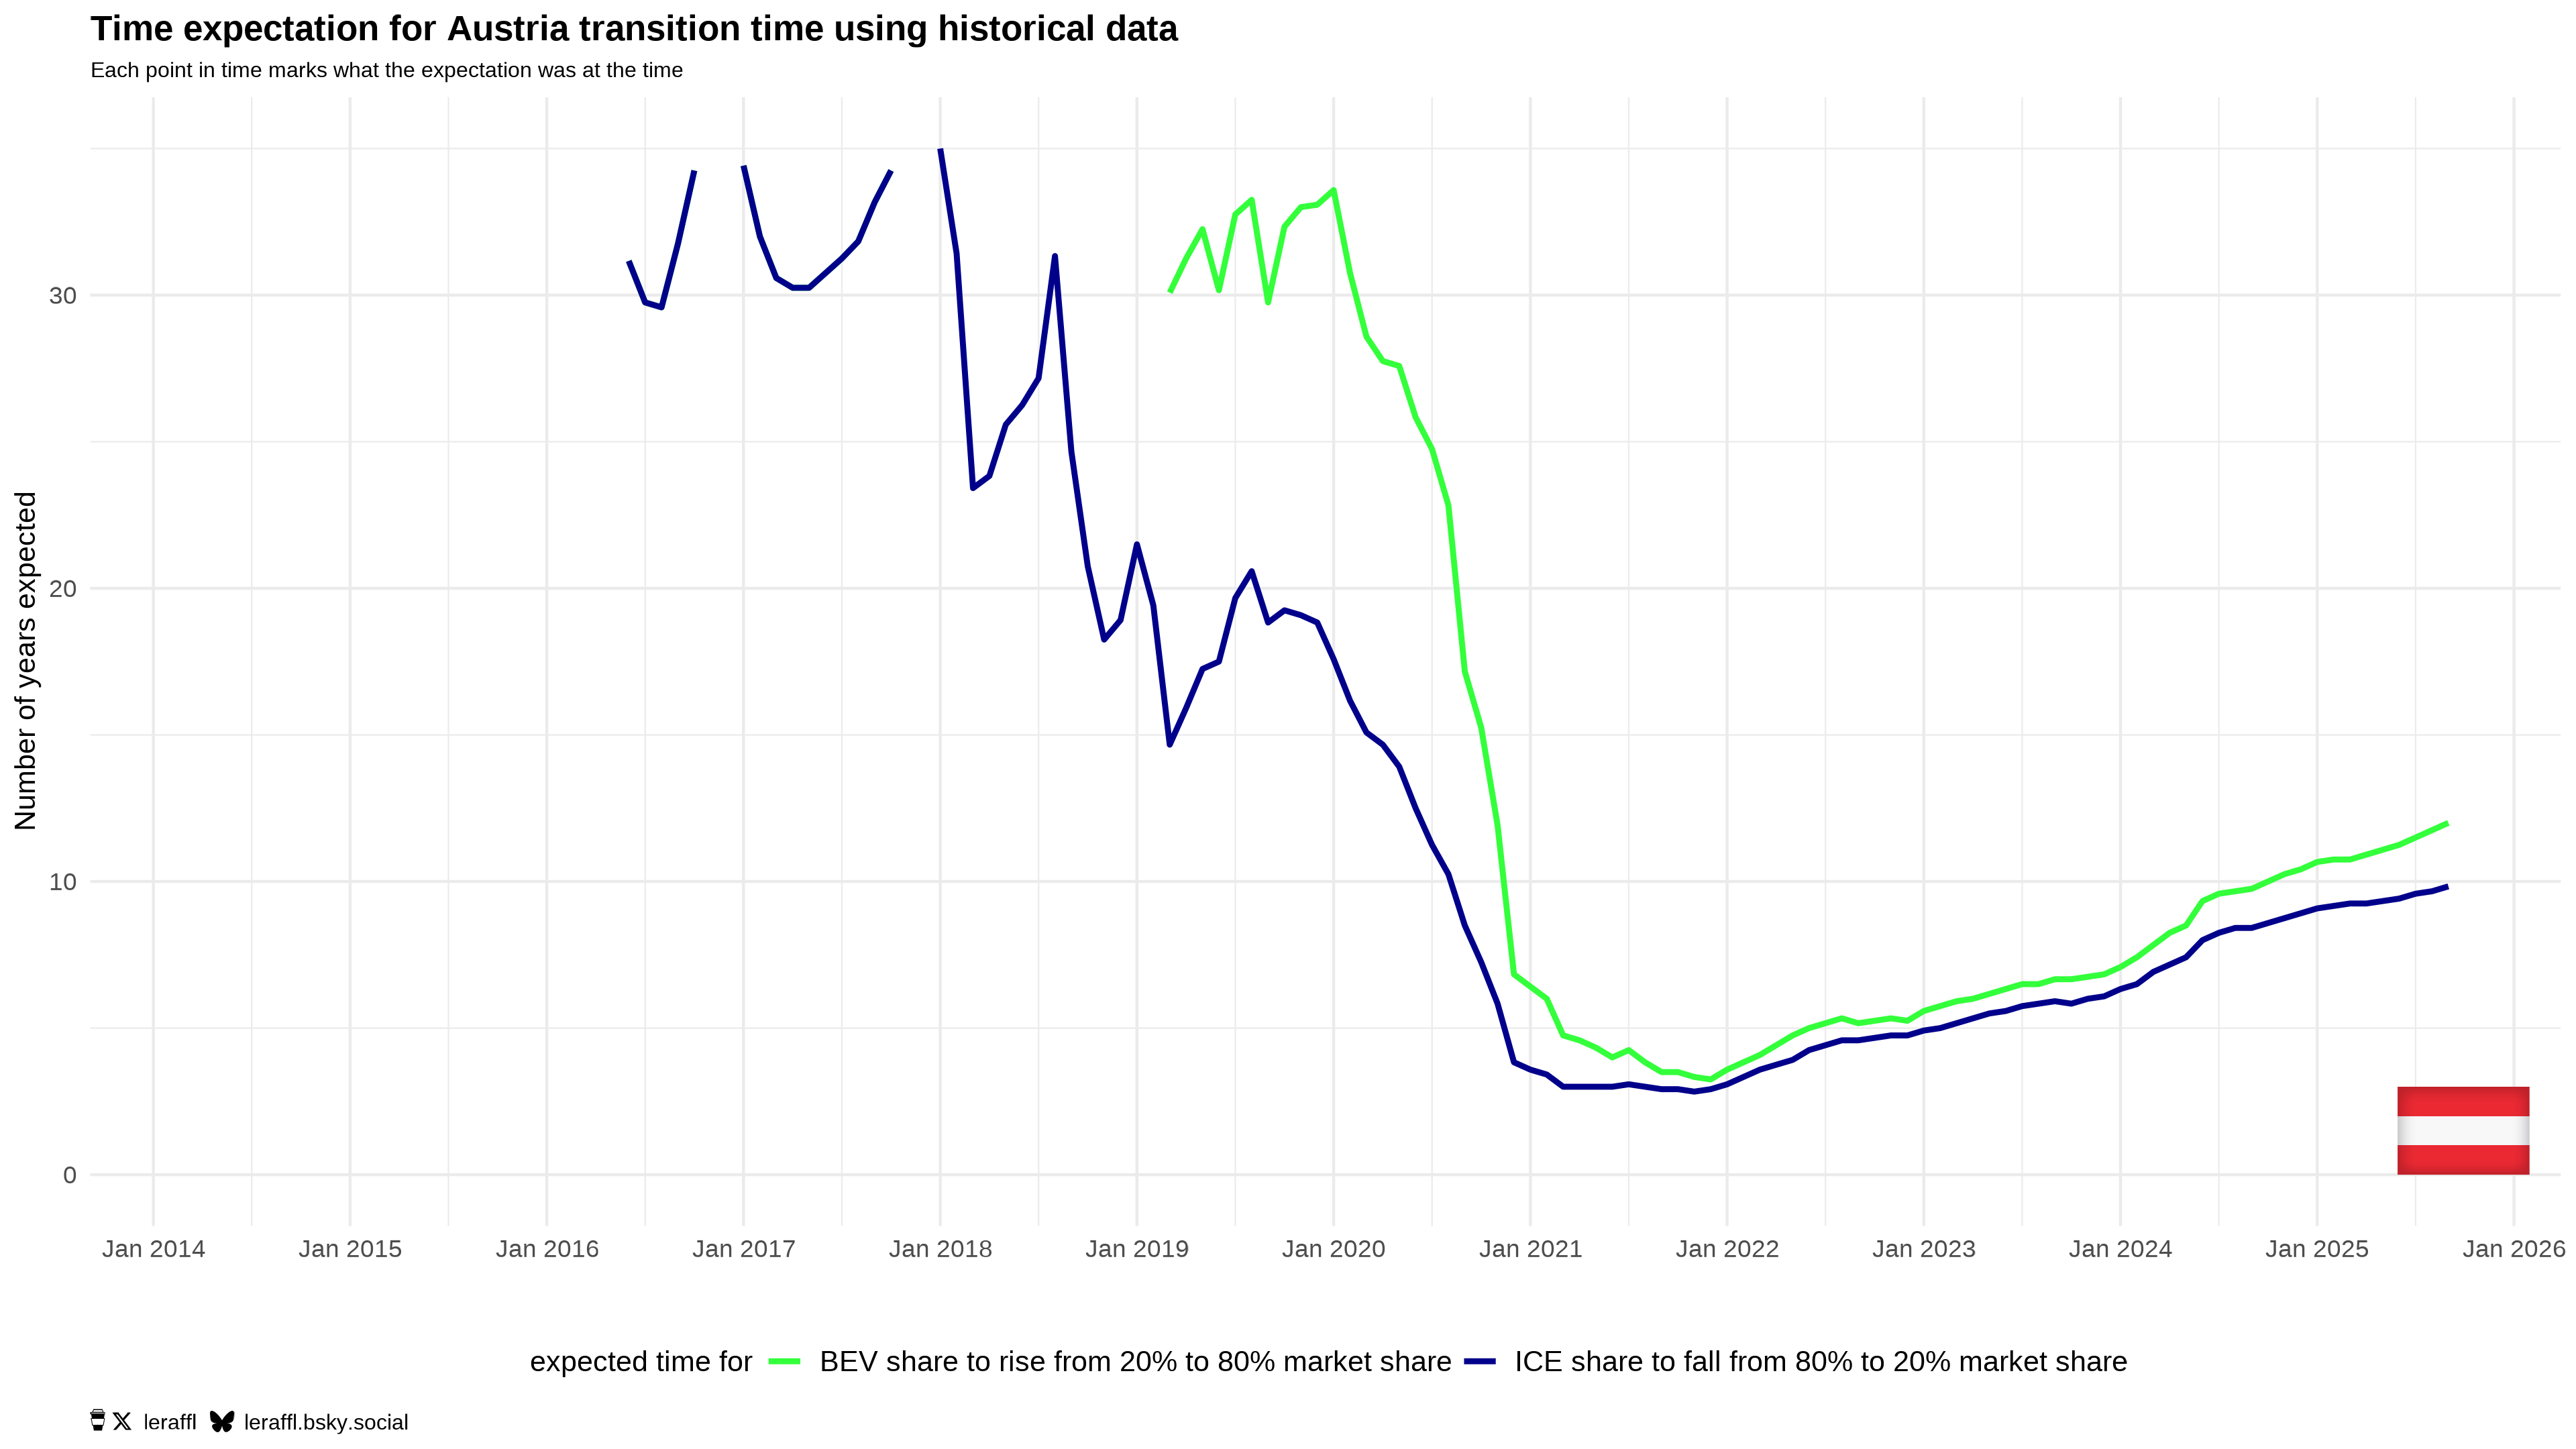 Time expectation for Austria transition time using historical data
Each point in time marks what the expectation was at the time
Number of years expected
30
20
10
0
Jan 2014 Jan 2015 Jan 2016 Jan 2017 Jan 2018 Jan 2019 Jan 2020 Jan 2021 Jan 2022 Jan 2023 Jan 2024 Jan 2025 Jan 2026
expected time for BEV share to rise from 20% to 80% market share ICE share to fall from 80% to 20% market share
leraffl leraffl.bsky.social